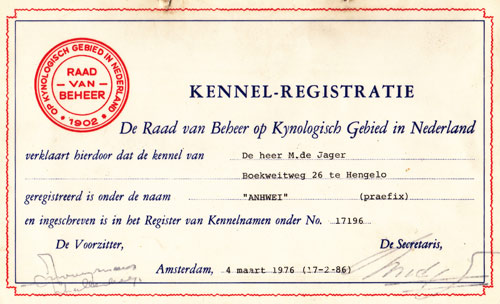 OP KYNOLOGISCH GEBIED IN NEDERLAND
RAAD
VAN
BEHEER
1902
KENNEL-REGISTRATIE
De Raad van Beheer op Kynologisch Gebied in Nederland
verklaart hierdoor dat de kennel van De heer M.de Jager
Boekweitweg 26 te Hengelo
geregistreerd is onder de naam "ANHWEI" (praefix)
en ingeschreven is in het Register van Kennelnamen onder No. 17196
De Voorzitter, De Secretaris,
Amsterdam, 4 maart 1976 (17-2-86)